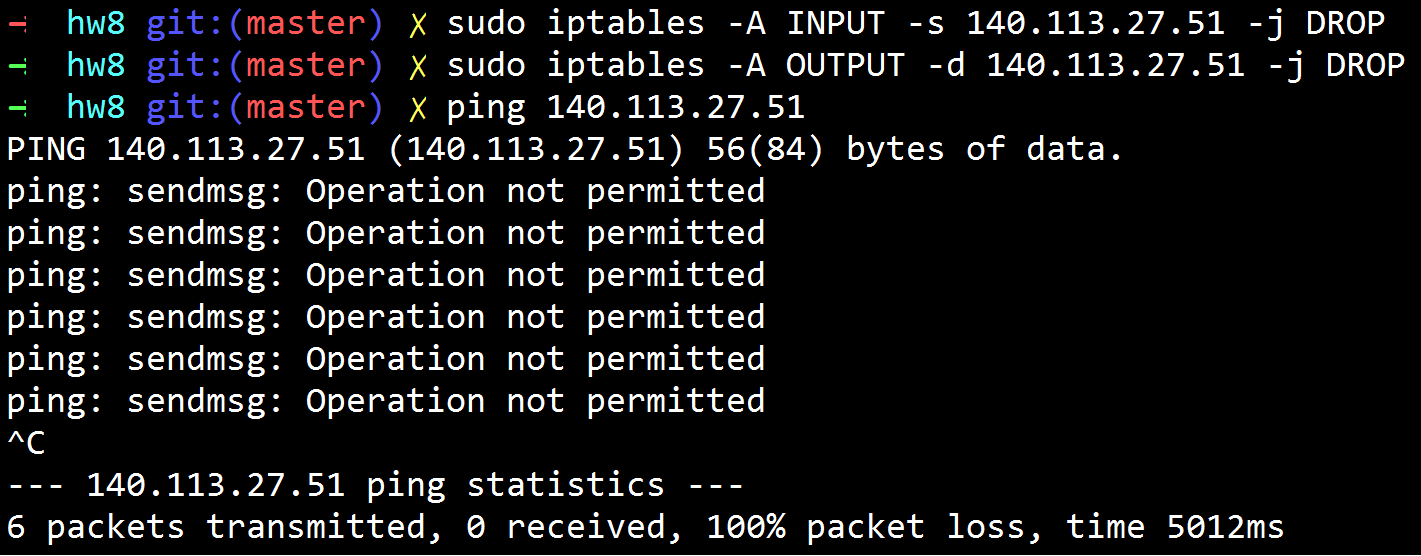 → hw8 git:(master) ✗ sudo iptables -A INPUT -s 140.113.27.51 -j DROP
→ hw8 git:(master) ✗ sudo iptables -A OUTPUT -d 140.113.27.51 -j DROP
→ hw8 git:(master) ✗ ping 140.113.27.51
PING 140.113.27.51 (140.113.27.51) 56(84) bytes of data.
ping: sendmsg: Operation not permitted
ping: sendmsg: Operation not permitted
ping: sendmsg: Operation not permitted
ping: sendmsg: Operation not permitted
ping: sendmsg: Operation not permitted
ping: sendmsg: Operation not permitted
^C
--- 140.113.27.51 ping statistics ---
6 packets transmitted, 0 received, 100% packet loss, time 5012ms